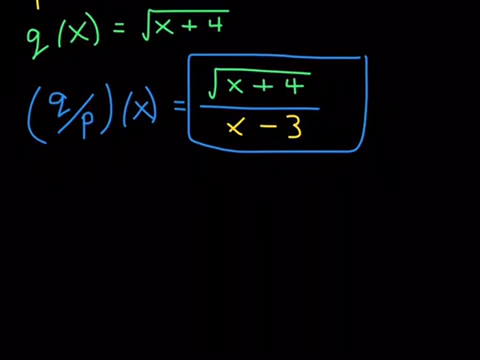 q(x) = √(x + 4)
(q/p)(x) = √(x + 4) / (x − 3)